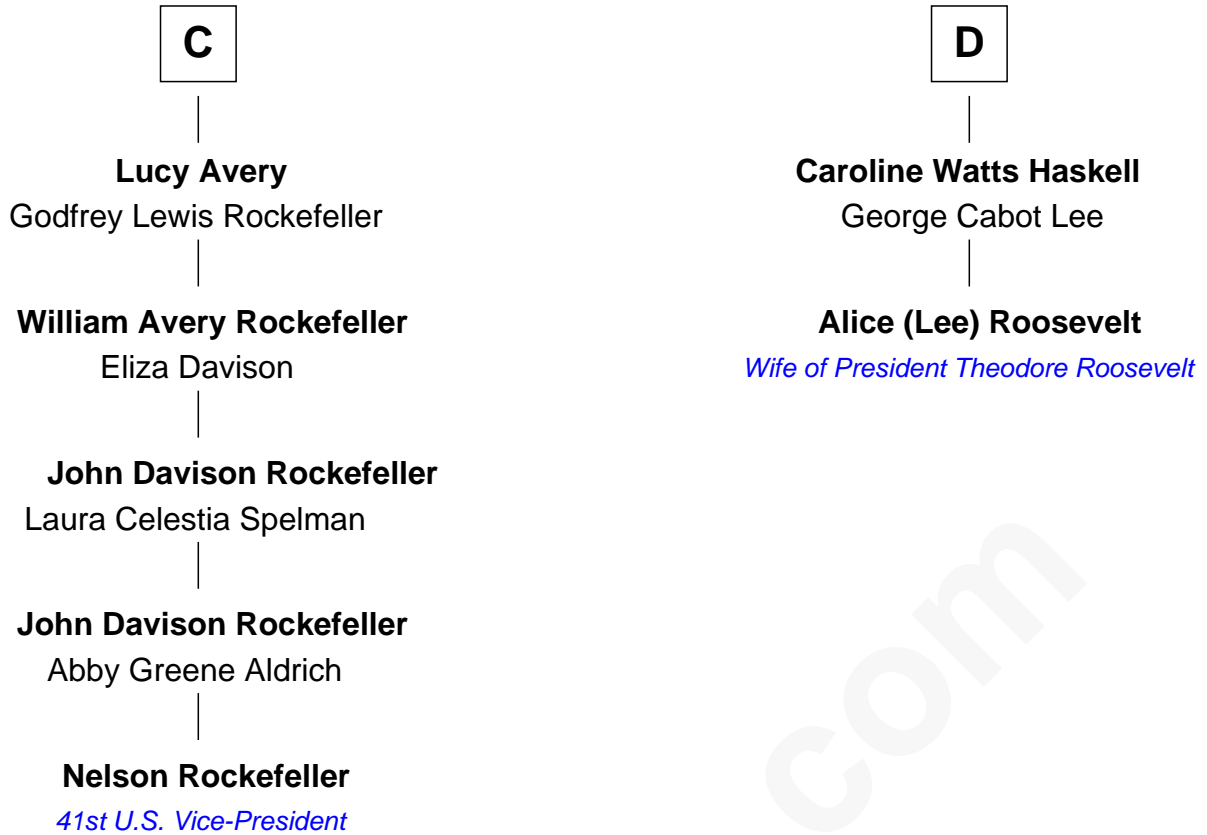 C
Lucy Avery
Godfrey Lewis Rockefeller
William Avery Rockefeller
Eliza Davison
John Davison Rockefeller
Laura Celestia Spelman
John Davison Rockefeller
Abby Greene Aldrich
Nelson Rockefeller
41st U.S. Vice-President
D
Caroline Watts Haskell
George Cabot Lee
Alice (Lee) Roosevelt
Wife of President Theodore Roosevelt
com